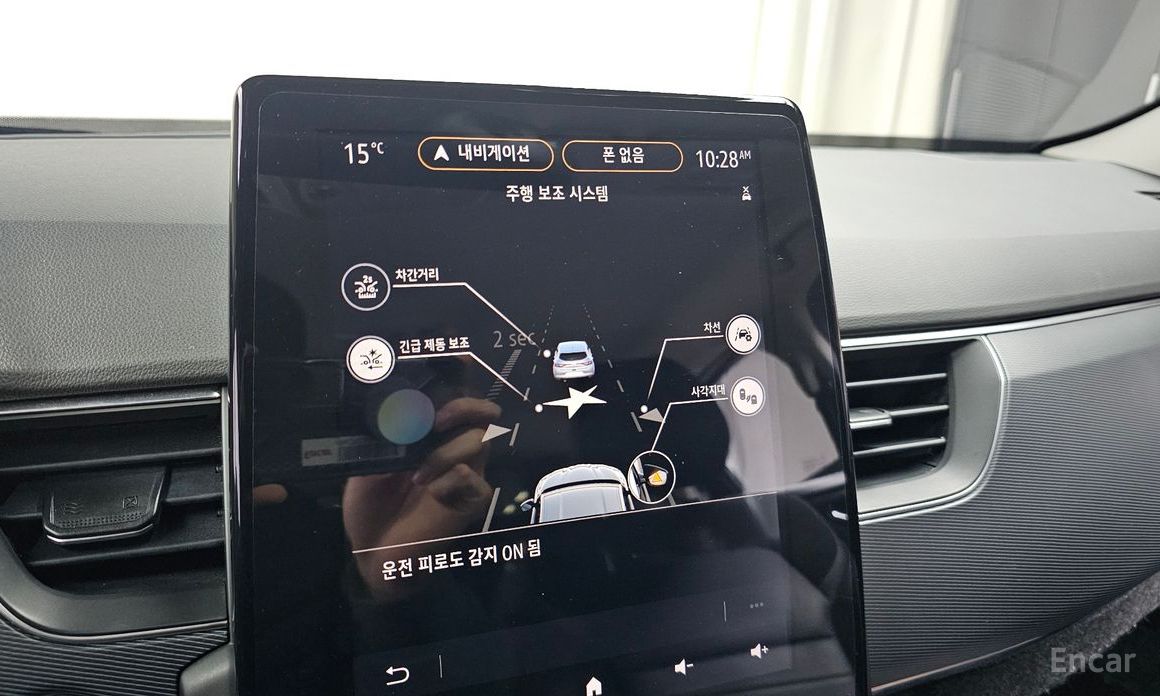 15°C
내비게이션
폰 없음
10:28AM
주행 보조 시스템
2s
차간거리
차선
긴급 제동 보조
2 sec
사각지대
운전 피로도 감지 ON 됨
Encar